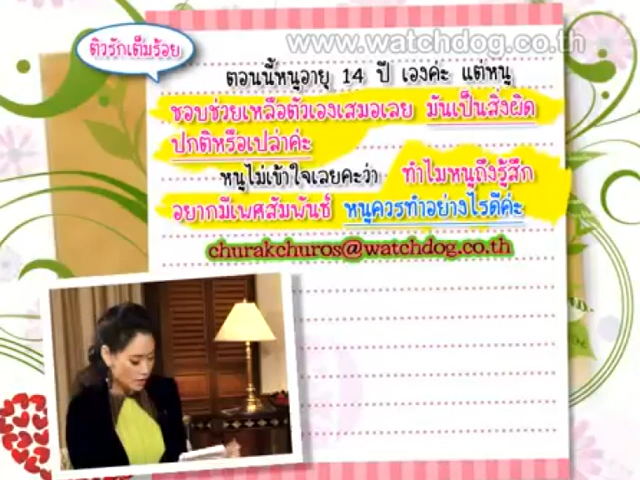 www.watchdog.co.th
ติวรักเต็มร้อย
ตอนนี้หนูอายุ 14 ปี เองค่ะ แต่หนู
ชอบช่วยเหลือตัวเองเสมอเลย มันเป็นสิ่งผิด
ปกติหรือเปล่าค่ะ
หนูไม่เข้าใจเลยคะว่า ทำไมหนูถึงรู้สึก
อยากมีเพศสัมพันธ์ หนูควรทำอย่างไรดีค่ะ
churakchuros@watchdog.co.th